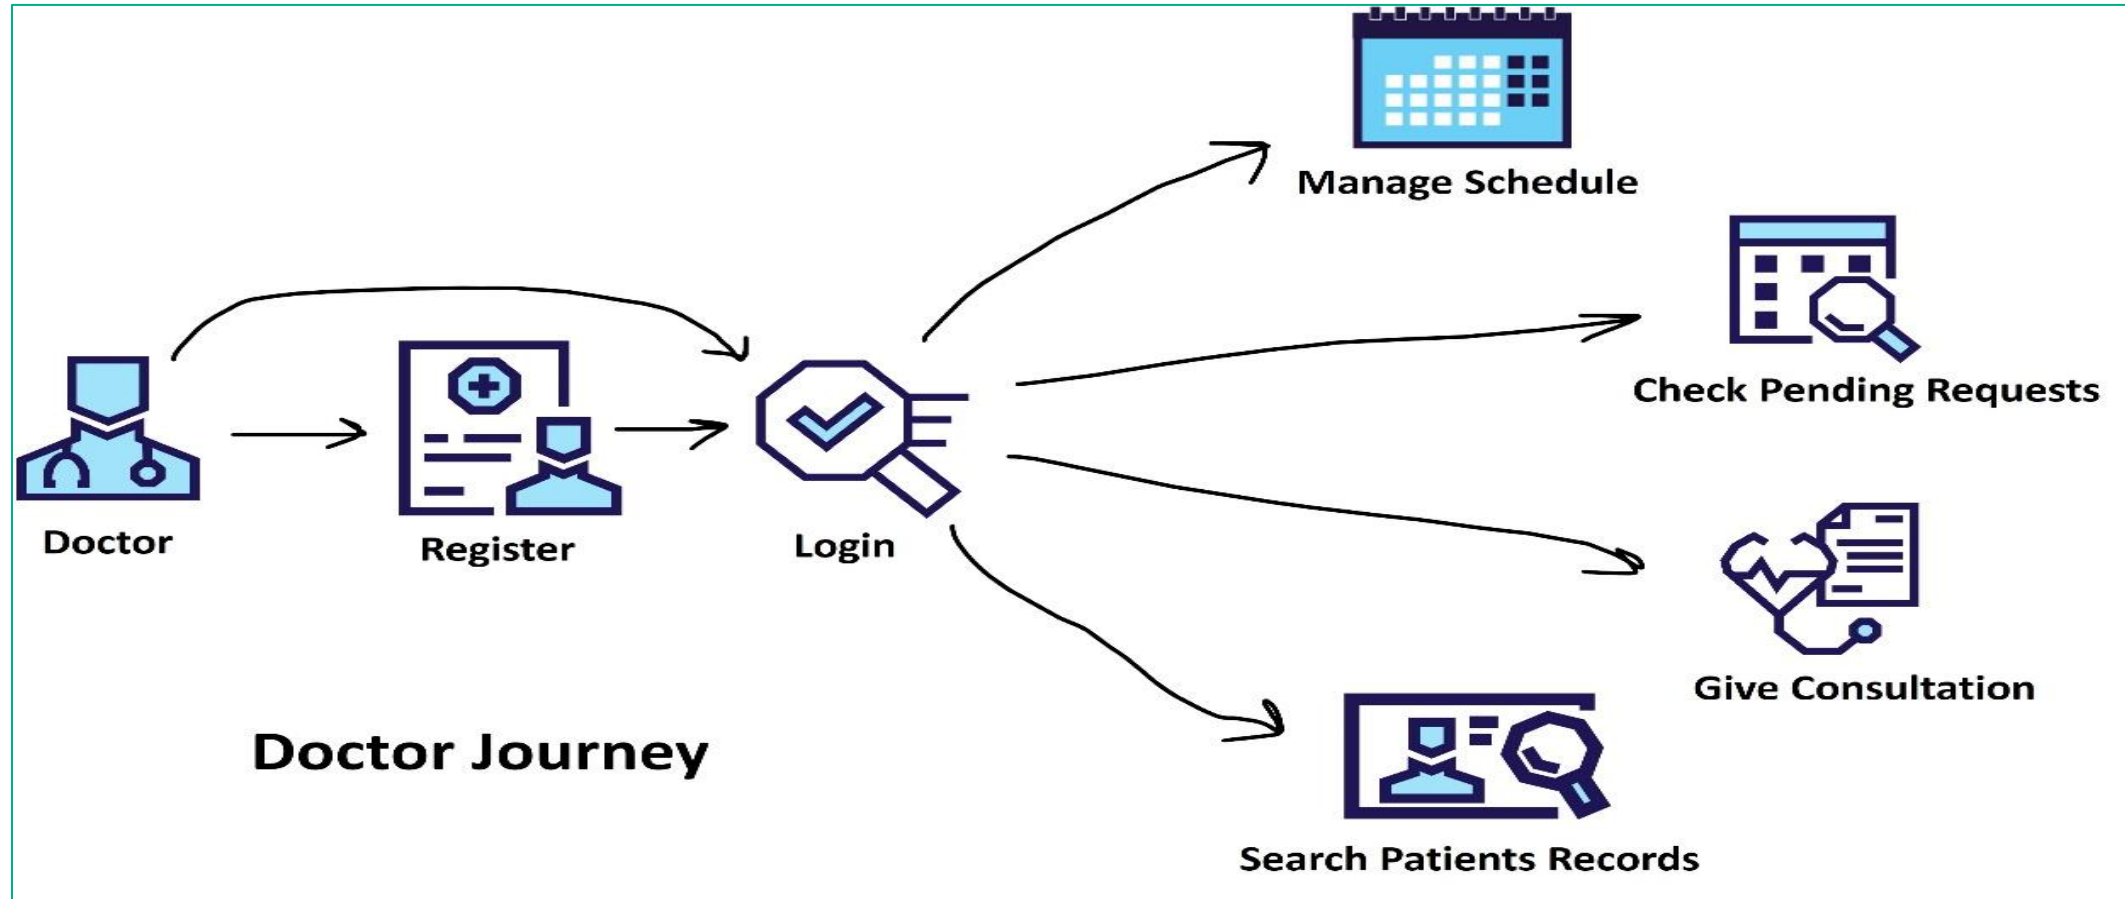 Manage Schedule
Check Pending Requests
Doctor
Register
Login
Give Consultation
Doctor Journey
Search Patients Records